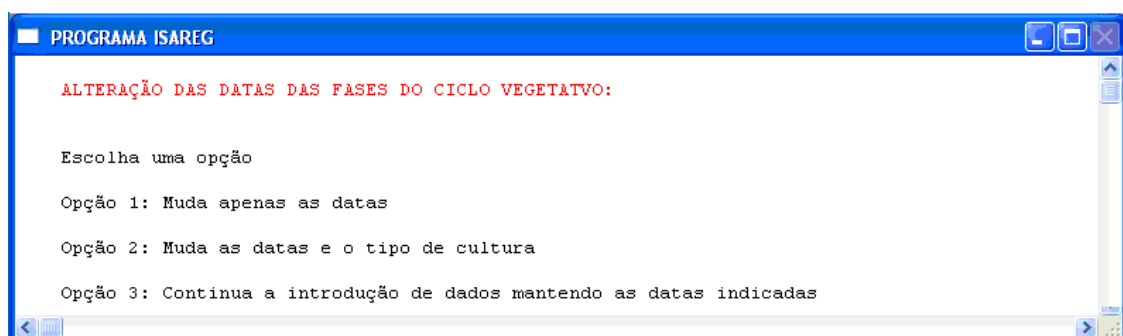 PROGRAMA ISAREG
ALTERAÇÃO DAS DATAS DAS FASES DO CICLO VEGETATVO:
Escolha uma opção
Opção 1: Muda apenas as datas
Opção 2: Muda as datas e o tipo de cultura
Opção 3: Continua a introdução de dados mantendo as datas indicadas